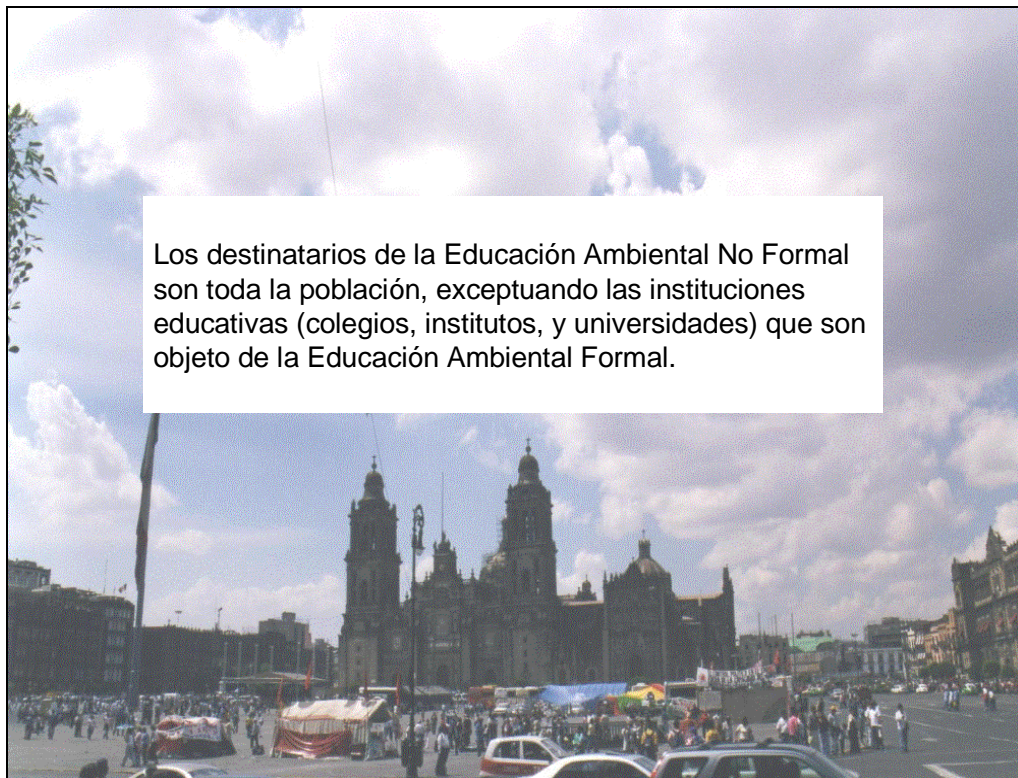 Los destinatarios de la Educación Ambiental No Formal
son toda la población, exceptuando las instituciones
educativas (colegios, institutos, y universidades) que son
objeto de la Educación Ambiental Formal.